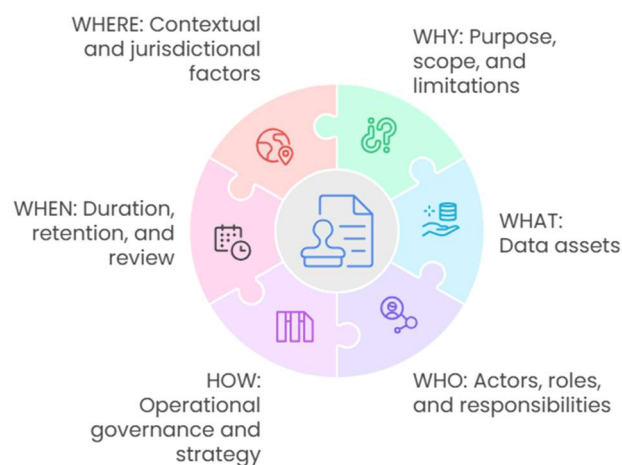 WHERE: Contextual
and jurisdictional
factors
WHY: Purpose,
scope, and
limitations
WHEN: Duration,
retention, and
review
WHAT:
Data assets
HOW:
Operational
governance and
strategy
WHO: Actors, roles,
and responsibilities